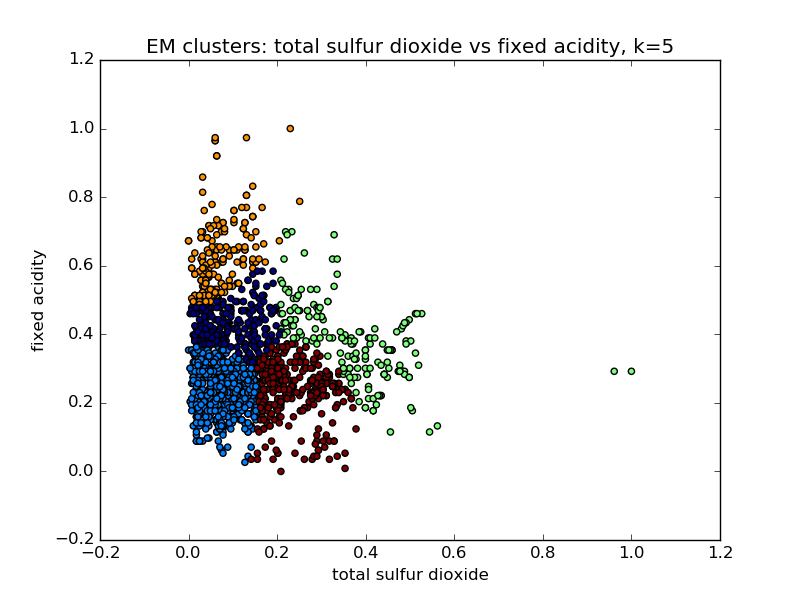 EM clusters: total sulfur dioxide vs fixed acidity, k=5
1.2
1.0
0.8
0.6
0.4
0.2
0.0
−0.2
fixed acidity
−0.2 0.0 0.2 0.4 0.6 0.8 1.0 1.2
total sulfur dioxide